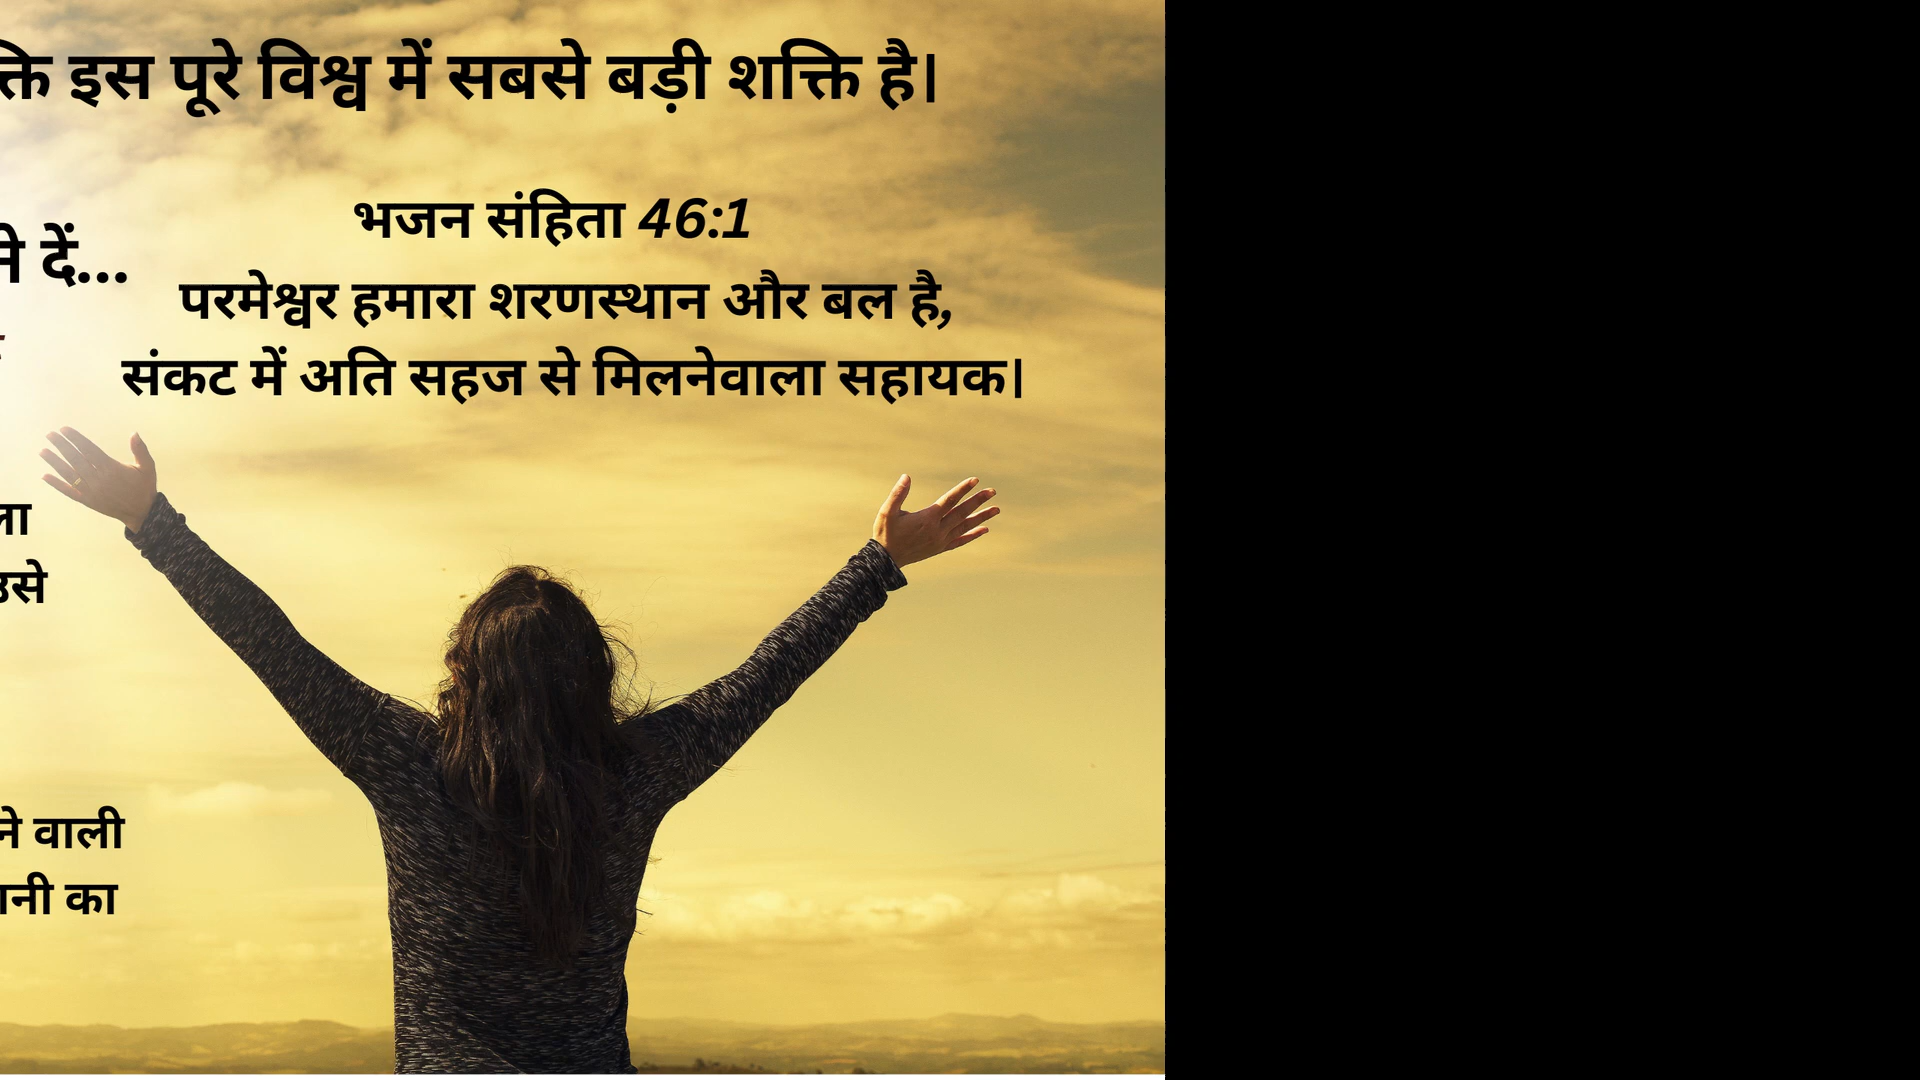 इस पूरे विश्व में सबसे बड़ी शक्ति है।
भजन संहिता 46:1
दें...
परमेश्वर हमारा शरणस्थान और बल है,
संकट में अति सहज से मिलनेवाला सहायक।
वाली
का